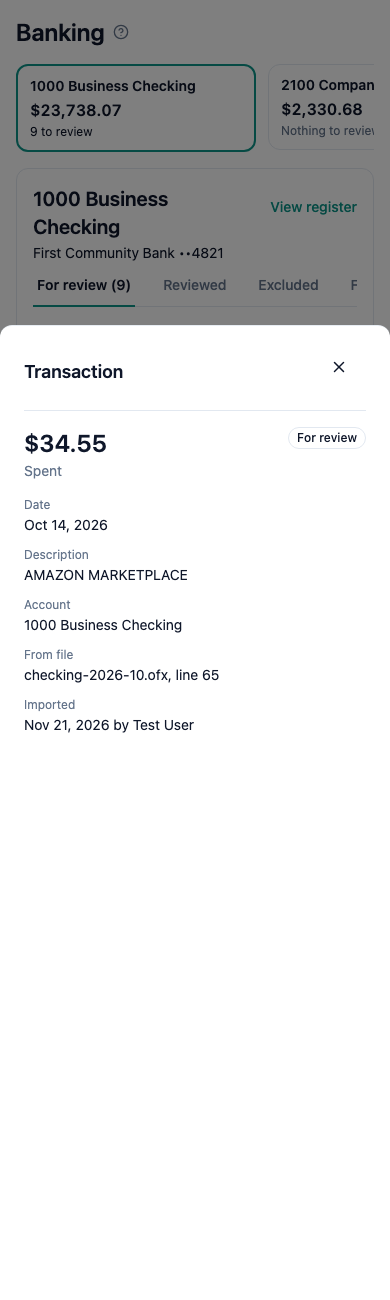 Banking
1000 Business Checking
$23,738.07
9 to review
2100 Compan
$2,330.68
Nothing to review
1000 Business
Checking
View register
First Community Bank ••4821
For review (9)
Reviewed
Excluded
F
Transaction
$34.55
For review
Spent
Date
Oct 14, 2026
Description
AMAZON MARKETPLACE
Account
1000 Business Checking
From file
checking-2026-10.ofx, line 65
Imported
Nov 21, 2026 by Test User